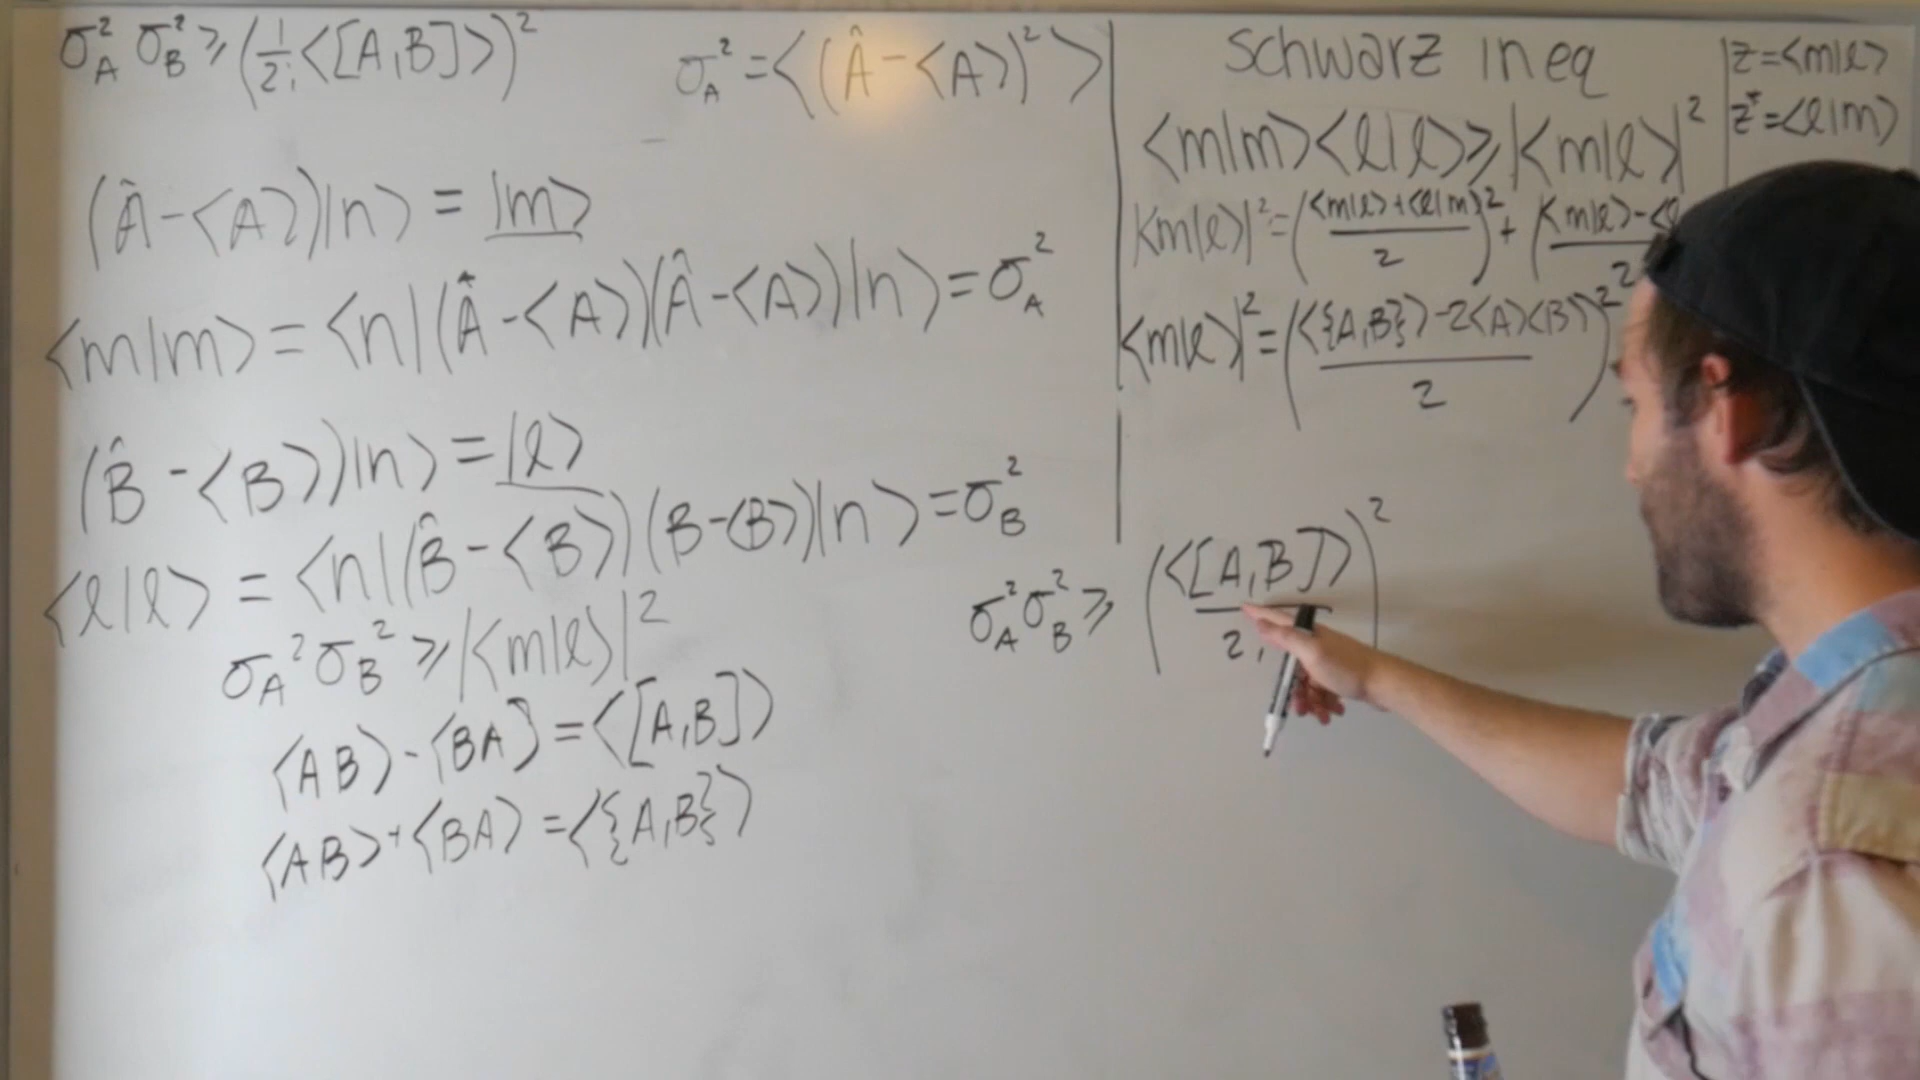 σ_A² σ_B² ≥ (1/2i <[A,B]>)²
σ_A² = <(Â-<A>)²>
(Â-<A>)|n> = |m>
<m|m> = <n|(Â-<A>)(Â-<A>)|n> = σ_A²
(B̂-<B>)|n> = |l>
<l|l> = <n|(B̂-<B>)(B-<B>)|n> = σ_B²
σ_A² σ_B² ≥ |<m|l>|²
<AB> - <BA> = <[A,B]>
<AB> + <BA> = <{A,B}>
Schwarz ineq
<m|m><l|l> ≥ |<m|l>|²
|<m|l>|² = ((<m|l>+<l|m>)/2)² + (<m|l>-<l
|<m|l>|² = ((<{A,B}>-2<A><B>)/2)²
z=<m|l>
z*=<l|m>
σ_A² σ_B² ≥ (<[A,B]>/2i)²